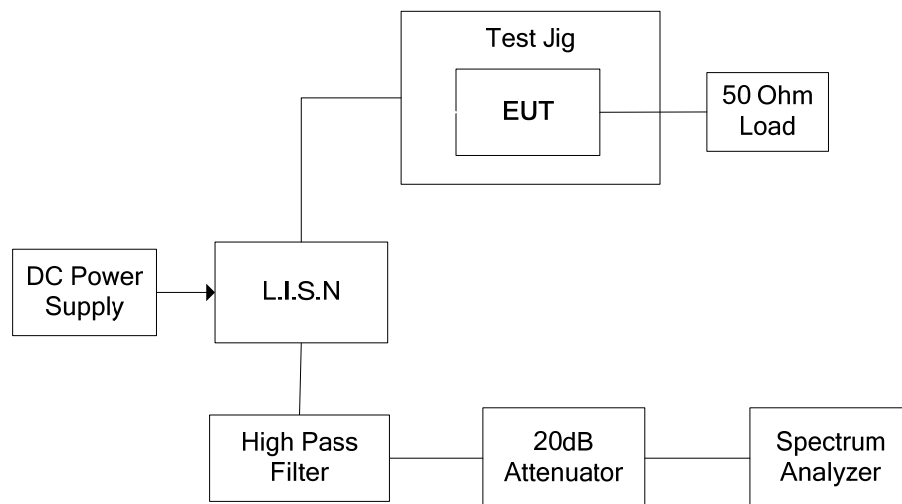 Test Jig
EUT
50 Ohm
Load
DC Power
Supply
L.I.S.N
High Pass
Filter
20dB
Attenuator
Spectrum
Analyzer